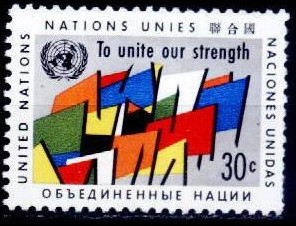 NATIONS UNIES 聯合國
UNITED NATIONS
To unite our strength
NACIONES UNIDAS
30c
ОБЪЕДИНЕННЫЕ НАЦИИ